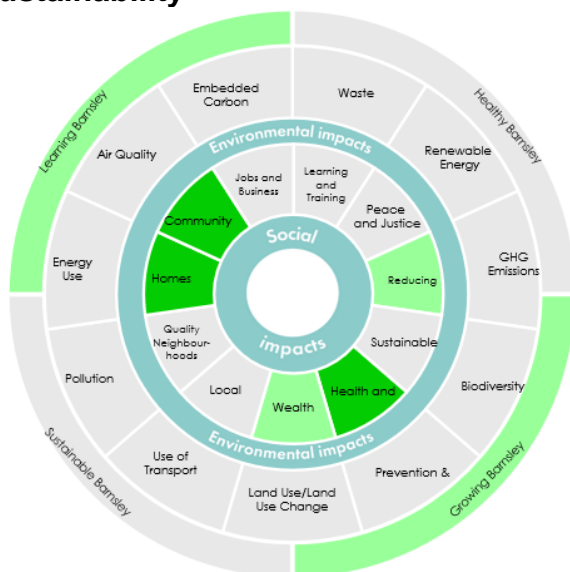 Embedded
Carbon
Waste
Learning Barnsley
Healthy Barnsley
Air Quality
Renewable
Energy
Environmental impacts
Jobs and
Business
Learning
and
Training
Community
Peace
and Justice
Social
Energy
Use
Homes
Reducing
GHG
Emissions
Quality
Neighbour-
hoods
impacts
Sustainable
Pollution
Local
Wealth
Health and
Biodiversity
Environmental impacts
Use of
Transport
Land Use/Land
Use Change
Prevention &
Sustainable Barnsley
Growing Barnsley